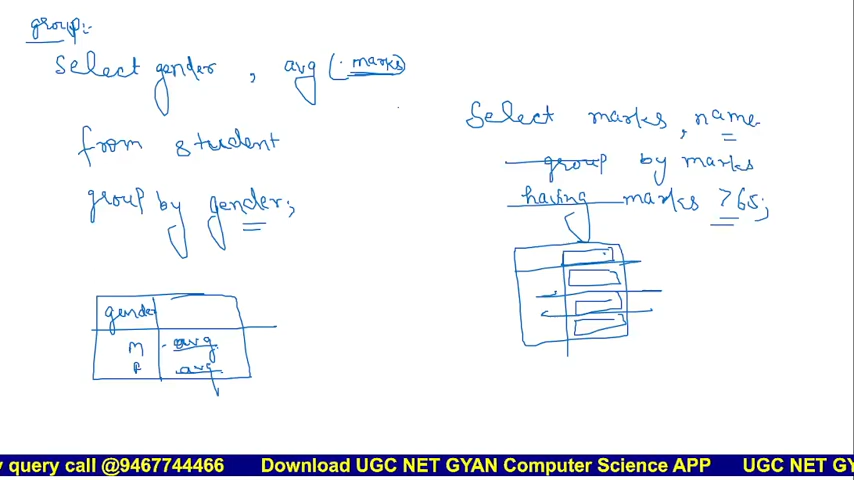 group:-
Select gender , avg (marks)
from student
group by gender;
gender
M avg
F avg
Select marks, name
group by marks
having marks >65;
y query call @9467744466 Download UGC NET GYAN Computer Science APP UGC NET GY